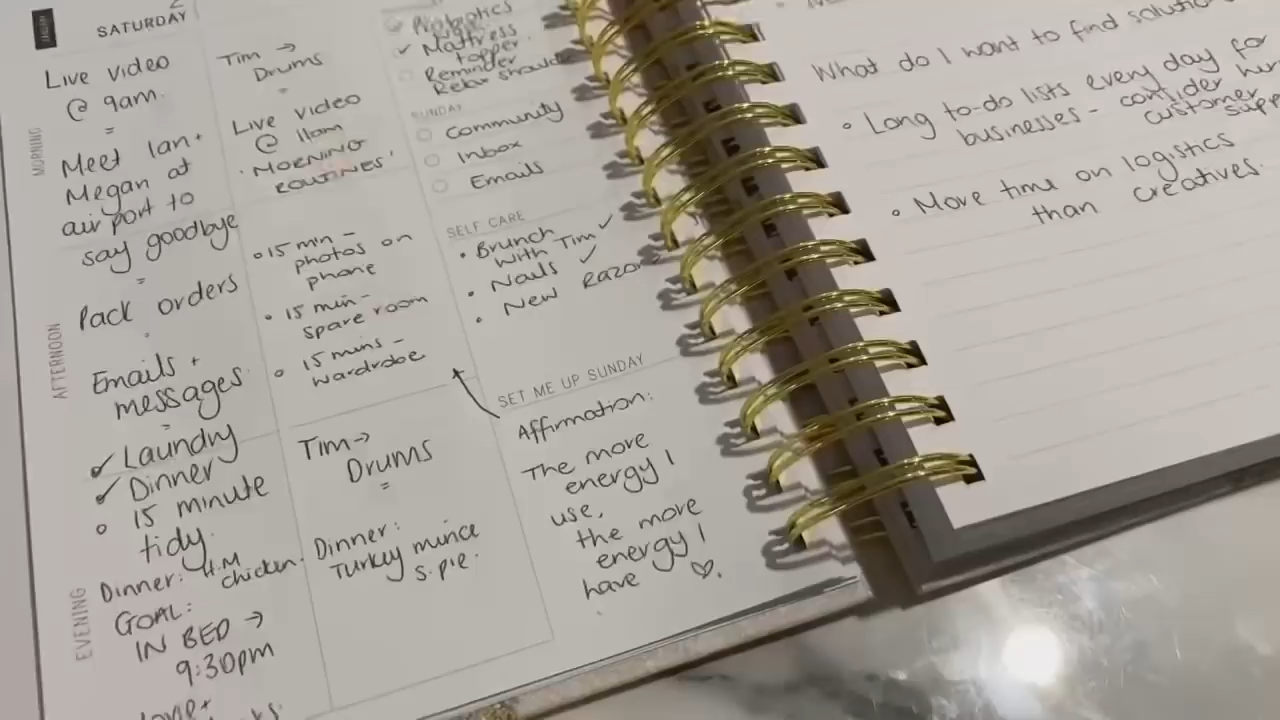 SATURDAY
MORNING
Live video
@ 9am
=
Meet Ian +
Megan at
airport to
say goodbye
=
AFTERNOON
Pack orders
Emails +
messages
=
✓ Laundry
✓ Dinner
○ 15 minute
tidy
EVENING
Dinner: H.M
chicken.
GOAL:
IN BED →
9:30pm
Tim →
Drums
=
Live video
@ 11am
• MORNING
ROUTINES!
• 15 min -
photos on
phone
• 15 min -
spare room
• 15 mins -
wardrobe
Tim →
Drums
=
Dinner:
Turkey mince
s.pie.
Probiotics
✓ Mattress
topper
Reminder
SUNDAY
Community
Inbox
Emails
SELF CARE
• Brunch
with Tim ✓
• Nails ✓
• New Razor
SET ME UP SUNDAY
Affirmation:
The more
energy I
use,
the more
energy I
have ♡.
What do I want to find
• Long to-do lists every day for
businesses - consider
customer
• More time on logistics
than creatives.